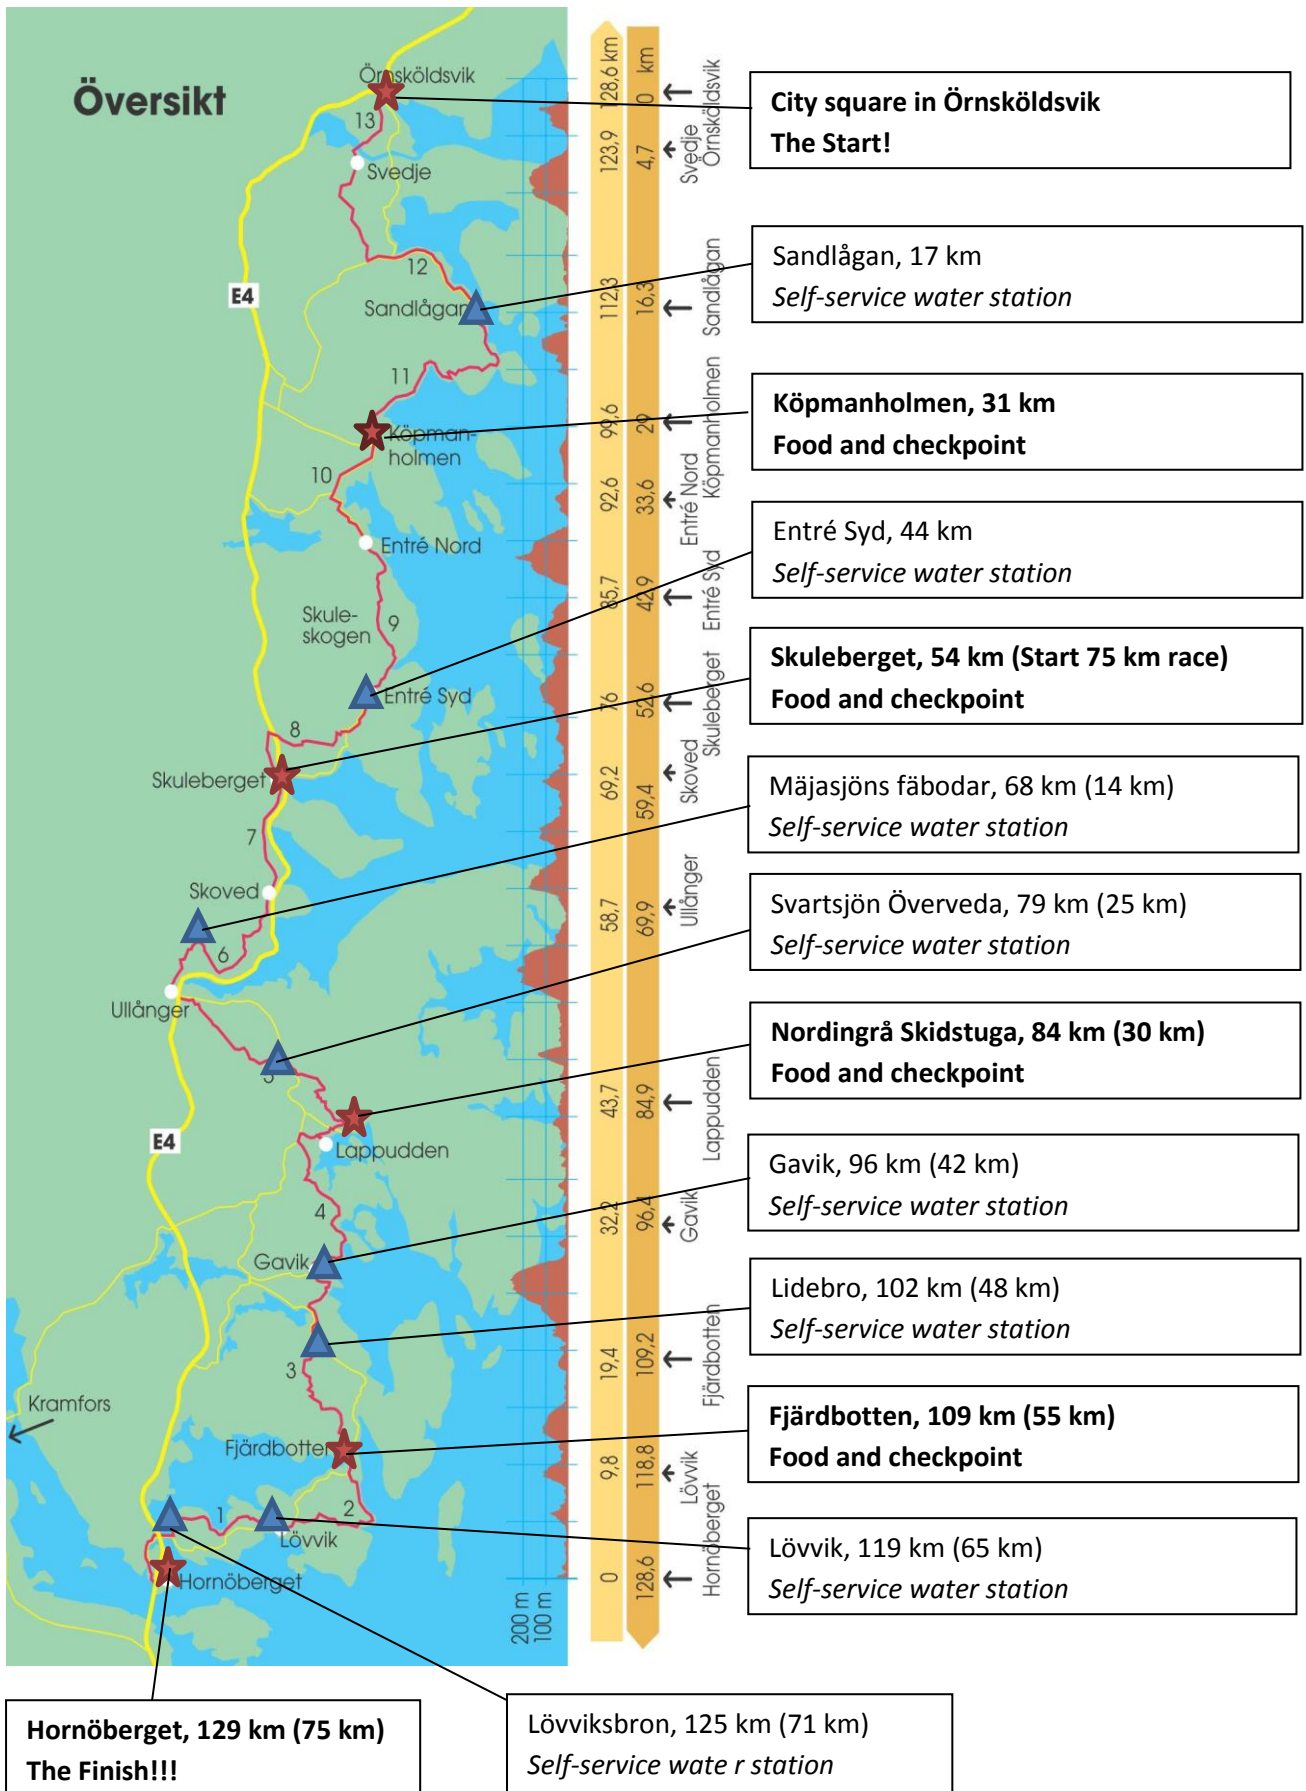 Översikt
Örnsköldsvik
13
Svedje
12
E4
Sandlågan
11
Köpman-
holmen
10
Entré Nord
Skule-
skogen
9
Entré Syd
8
Skuleberget
7
Skoved
6
Ullånger
5
E4
Lappudden
4
Gavik
3
Kramfors
Fjärdbotten
2
1
Lövvik
Hornöberget
200 m
100 m
128,6 km
123,9
112,3
99,6
92,6
85,7
76
69,2
58,7
43,7
32,2
19,4
9,8
0
km
0
4,7
16,3
29
33,6
42,9
52,6
59,4
69,9
84,9
96,4
109,2
118,8
128,6
Örnsköldsvik
Svedje
Sandlågan
Köpmanholmen
Entré Nord
Entré Syd
Skuleberget
Skoved
Ullånger
Lappudden
Gavik
Fjärdbotten
Lövvik
Hornöberget
City square in Örnsköldsvik
The Start!
Sandlågan, 17 km
Self-service water station
Köpmanholmen, 31 km
Food and checkpoint
Entré Syd, 44 km
Self-service water station
Skuleberget, 54 km (Start 75 km race)
Food and checkpoint
Mäjasjöns fäbodar, 68 km (14 km)
Self-service water station
Svartsjön Överveda, 79 km (25 km)
Self-service water station
Nordingrå Skidstuga, 84 km (30 km)
Food and checkpoint
Gavik, 96 km (42 km)
Self-service water station
Lidebro, 102 km (48 km)
Self-service water station
Fjärdbotten, 109 km (55 km)
Food and checkpoint
Lövvik, 119 km (65 km)
Self-service water station
Hornöberget, 129 km (75 km)
The Finish!!!
Lövviksbron, 125 km (71 km)
Self-service wate r station